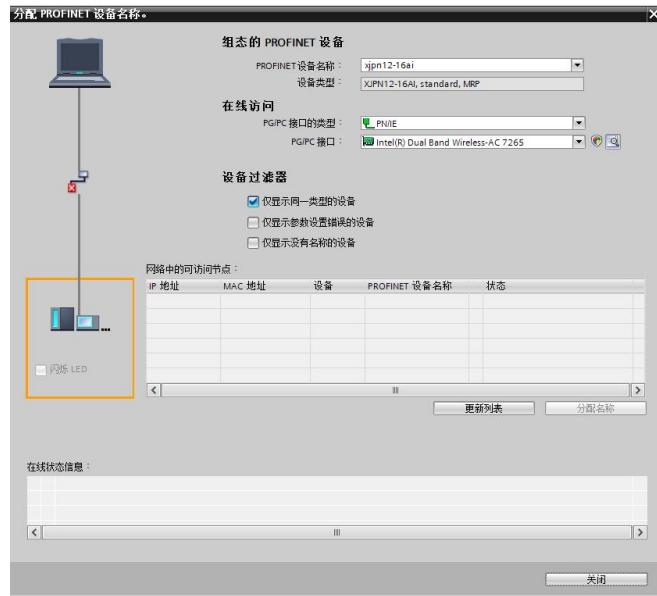 分配 PROFINET 设备名称。
组态的 PROFINET 设备
PROFINET设备名称： xjpn12-16ai
设备类型： XJPN12-16AI, standard, MRP
在线访问
PG/PC 接口的类型： PN/IE
PG/PC 接口： Intel(R) Dual Band Wireless-AC 7265
设备过滤器
仅显示同一类型的设备
仅显示参数设置错误的设备
仅显示没有名称的设备
网络中的可访问节点：
IP 地址 MAC 地址 设备 PROFINET 设备名称 状态
闪烁 LED
更新列表 分配名称
在线状态信息：
关闭